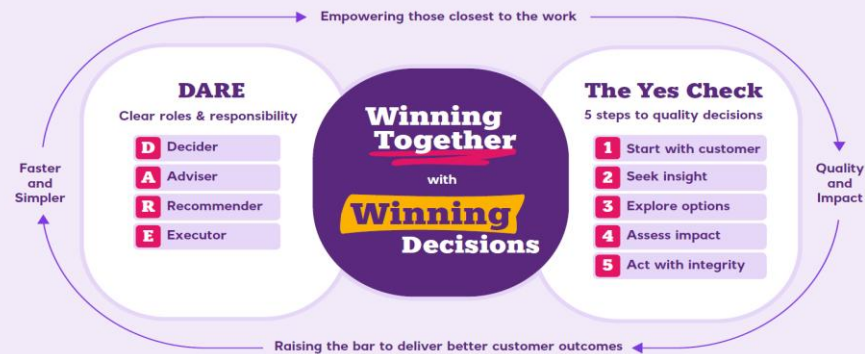 Empowering those closest to the work
DARE
Clear roles & responsibility
D Decider
A Adviser
R Recommender
E Executor
Faster
and
Simpler
Winning
Together
with
Winning
Decisions
The Yes Check
5 steps to quality decisions
1 Start with customer
2 Seek insight
3 Explore options
4 Assess impact
5 Act with integrity
Quality
and
Impact
Raising the bar to deliver better customer outcomes